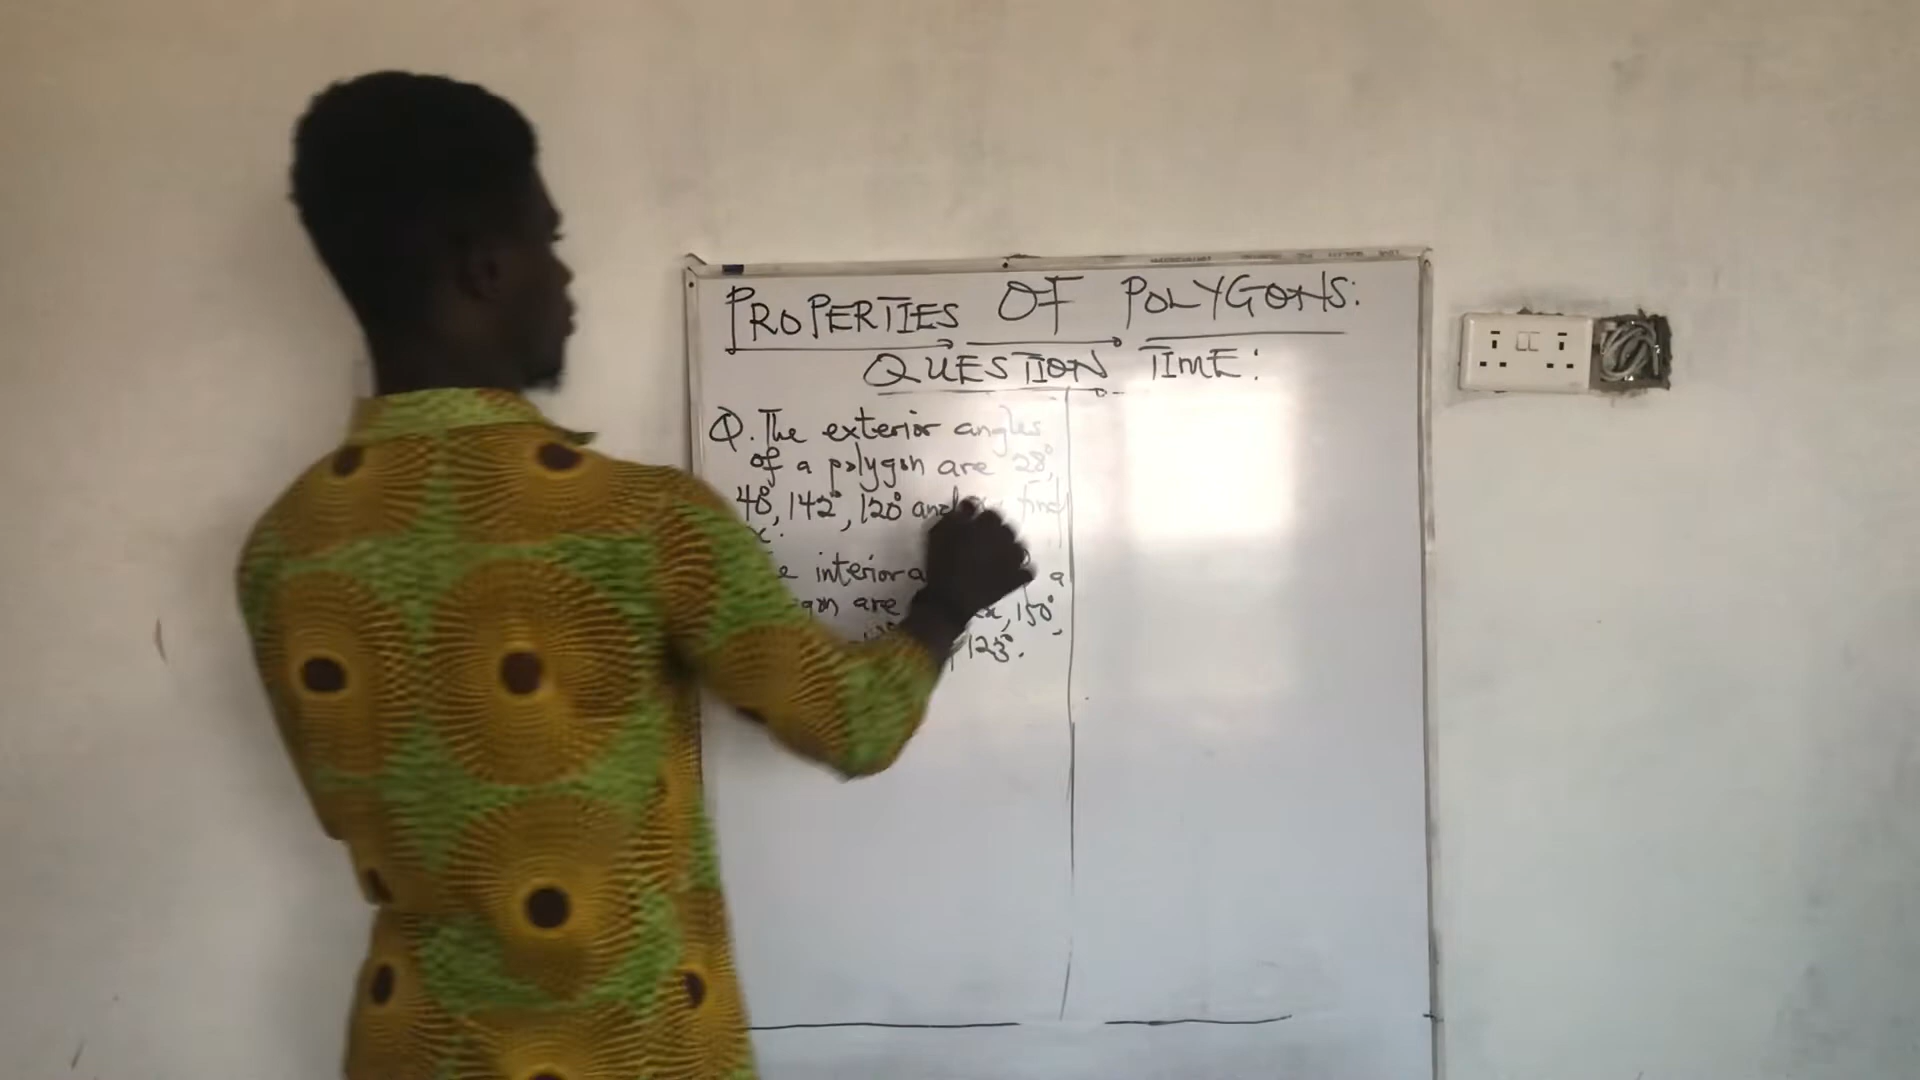 PROPERTIES OF POLYGONS:
QUESTION TIME:
Q. The exterior angles
of a polygon are 28°,
48°, 142°, 120° and find
x.
interior a
are 150°,
123°.